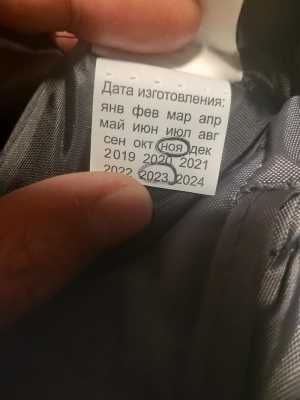 Дата изготовления:
янв фев мар апр
май июн июл авг
сен окт ноя дек
2019 2020 2021
2022 2023 2024